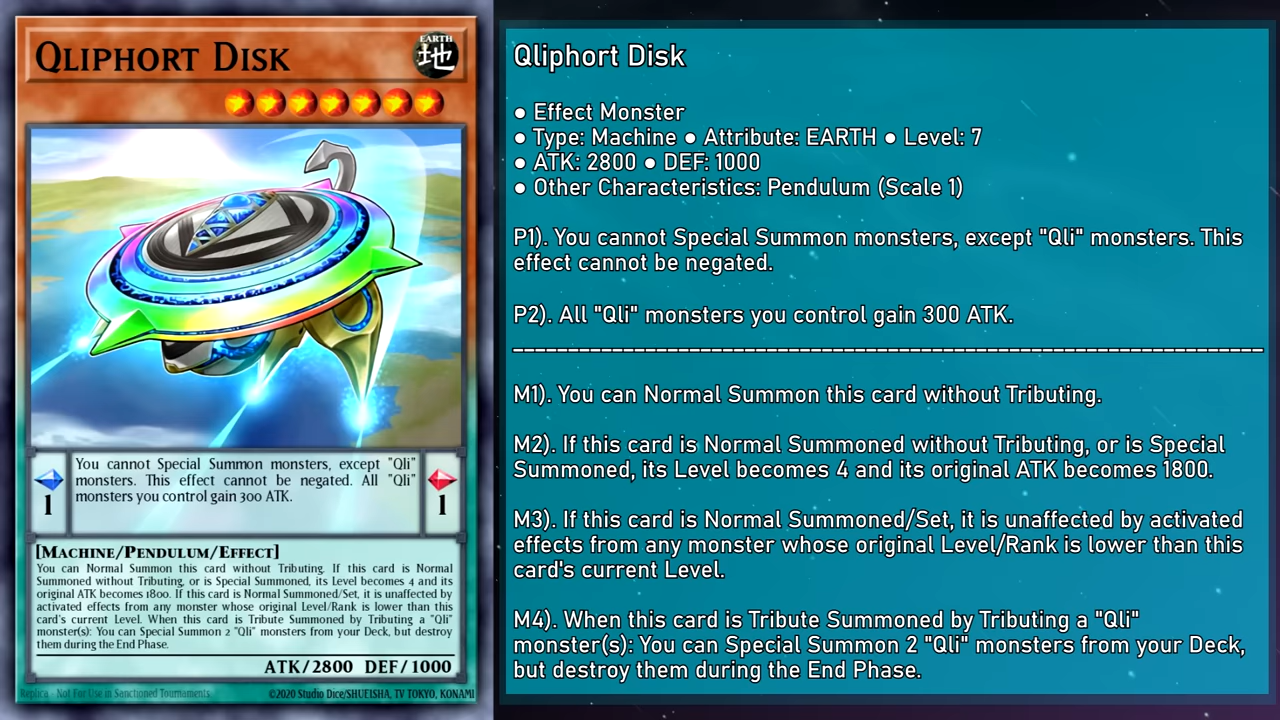 QLIPHORT DISK
EARTH
地
You cannot Special Summon monsters, except "Qli"
monsters. This effect cannot be negated. All "Qli"
monsters you control gain 300 ATK.
1
1
[MACHINE/PENDULUM/EFFECT]
You can Normal Summon this card without Tributing. If this card is Normal
Summoned without Tributing, or is Special Summoned, its Level becomes 4 and its
original ATK becomes 1800. If this card is Normal Summoned/Set, it is unaffected by
activated effects from any monster whose original Level/Rank is lower than this
card's current Level. When this card is Tribute Summoned by Tributing a "Qli"
monster(s): You can Special Summon 2 "Qli" monsters from your Deck, but destroy
them during the End Phase.
ATK/2800 DEF/1000
Replica - Not For Use in Sanctioned Tournaments
©2020 Studio Dice/SHUEISHA, TV TOKYO, KONAMI
Qliphort Disk
● Effect Monster
● Type: Machine ● Attribute: EARTH ● Level: 7
● ATK: 2800 ● DEF: 1000
● Other Characteristics: Pendulum (Scale 1)
P1). You cannot Special Summon monsters, except "Qli" monsters. This
effect cannot be negated.
P2). All "Qli" monsters you control gain 300 ATK.
M1). You can Normal Summon this card without Tributing.
M2). If this card is Normal Summoned without Tributing, or is Special
Summoned, its Level becomes 4 and its original ATK becomes 1800.
M3). If this card is Normal Summoned/Set, it is unaffected by activated
effects from any monster whose original Level/Rank is lower than this
card's current Level.
M4). When this card is Tribute Summoned by Tributing a "Qli"
monster(s): You can Special Summon 2 "Qli" monsters from your Deck,
but destroy them during the End Phase.